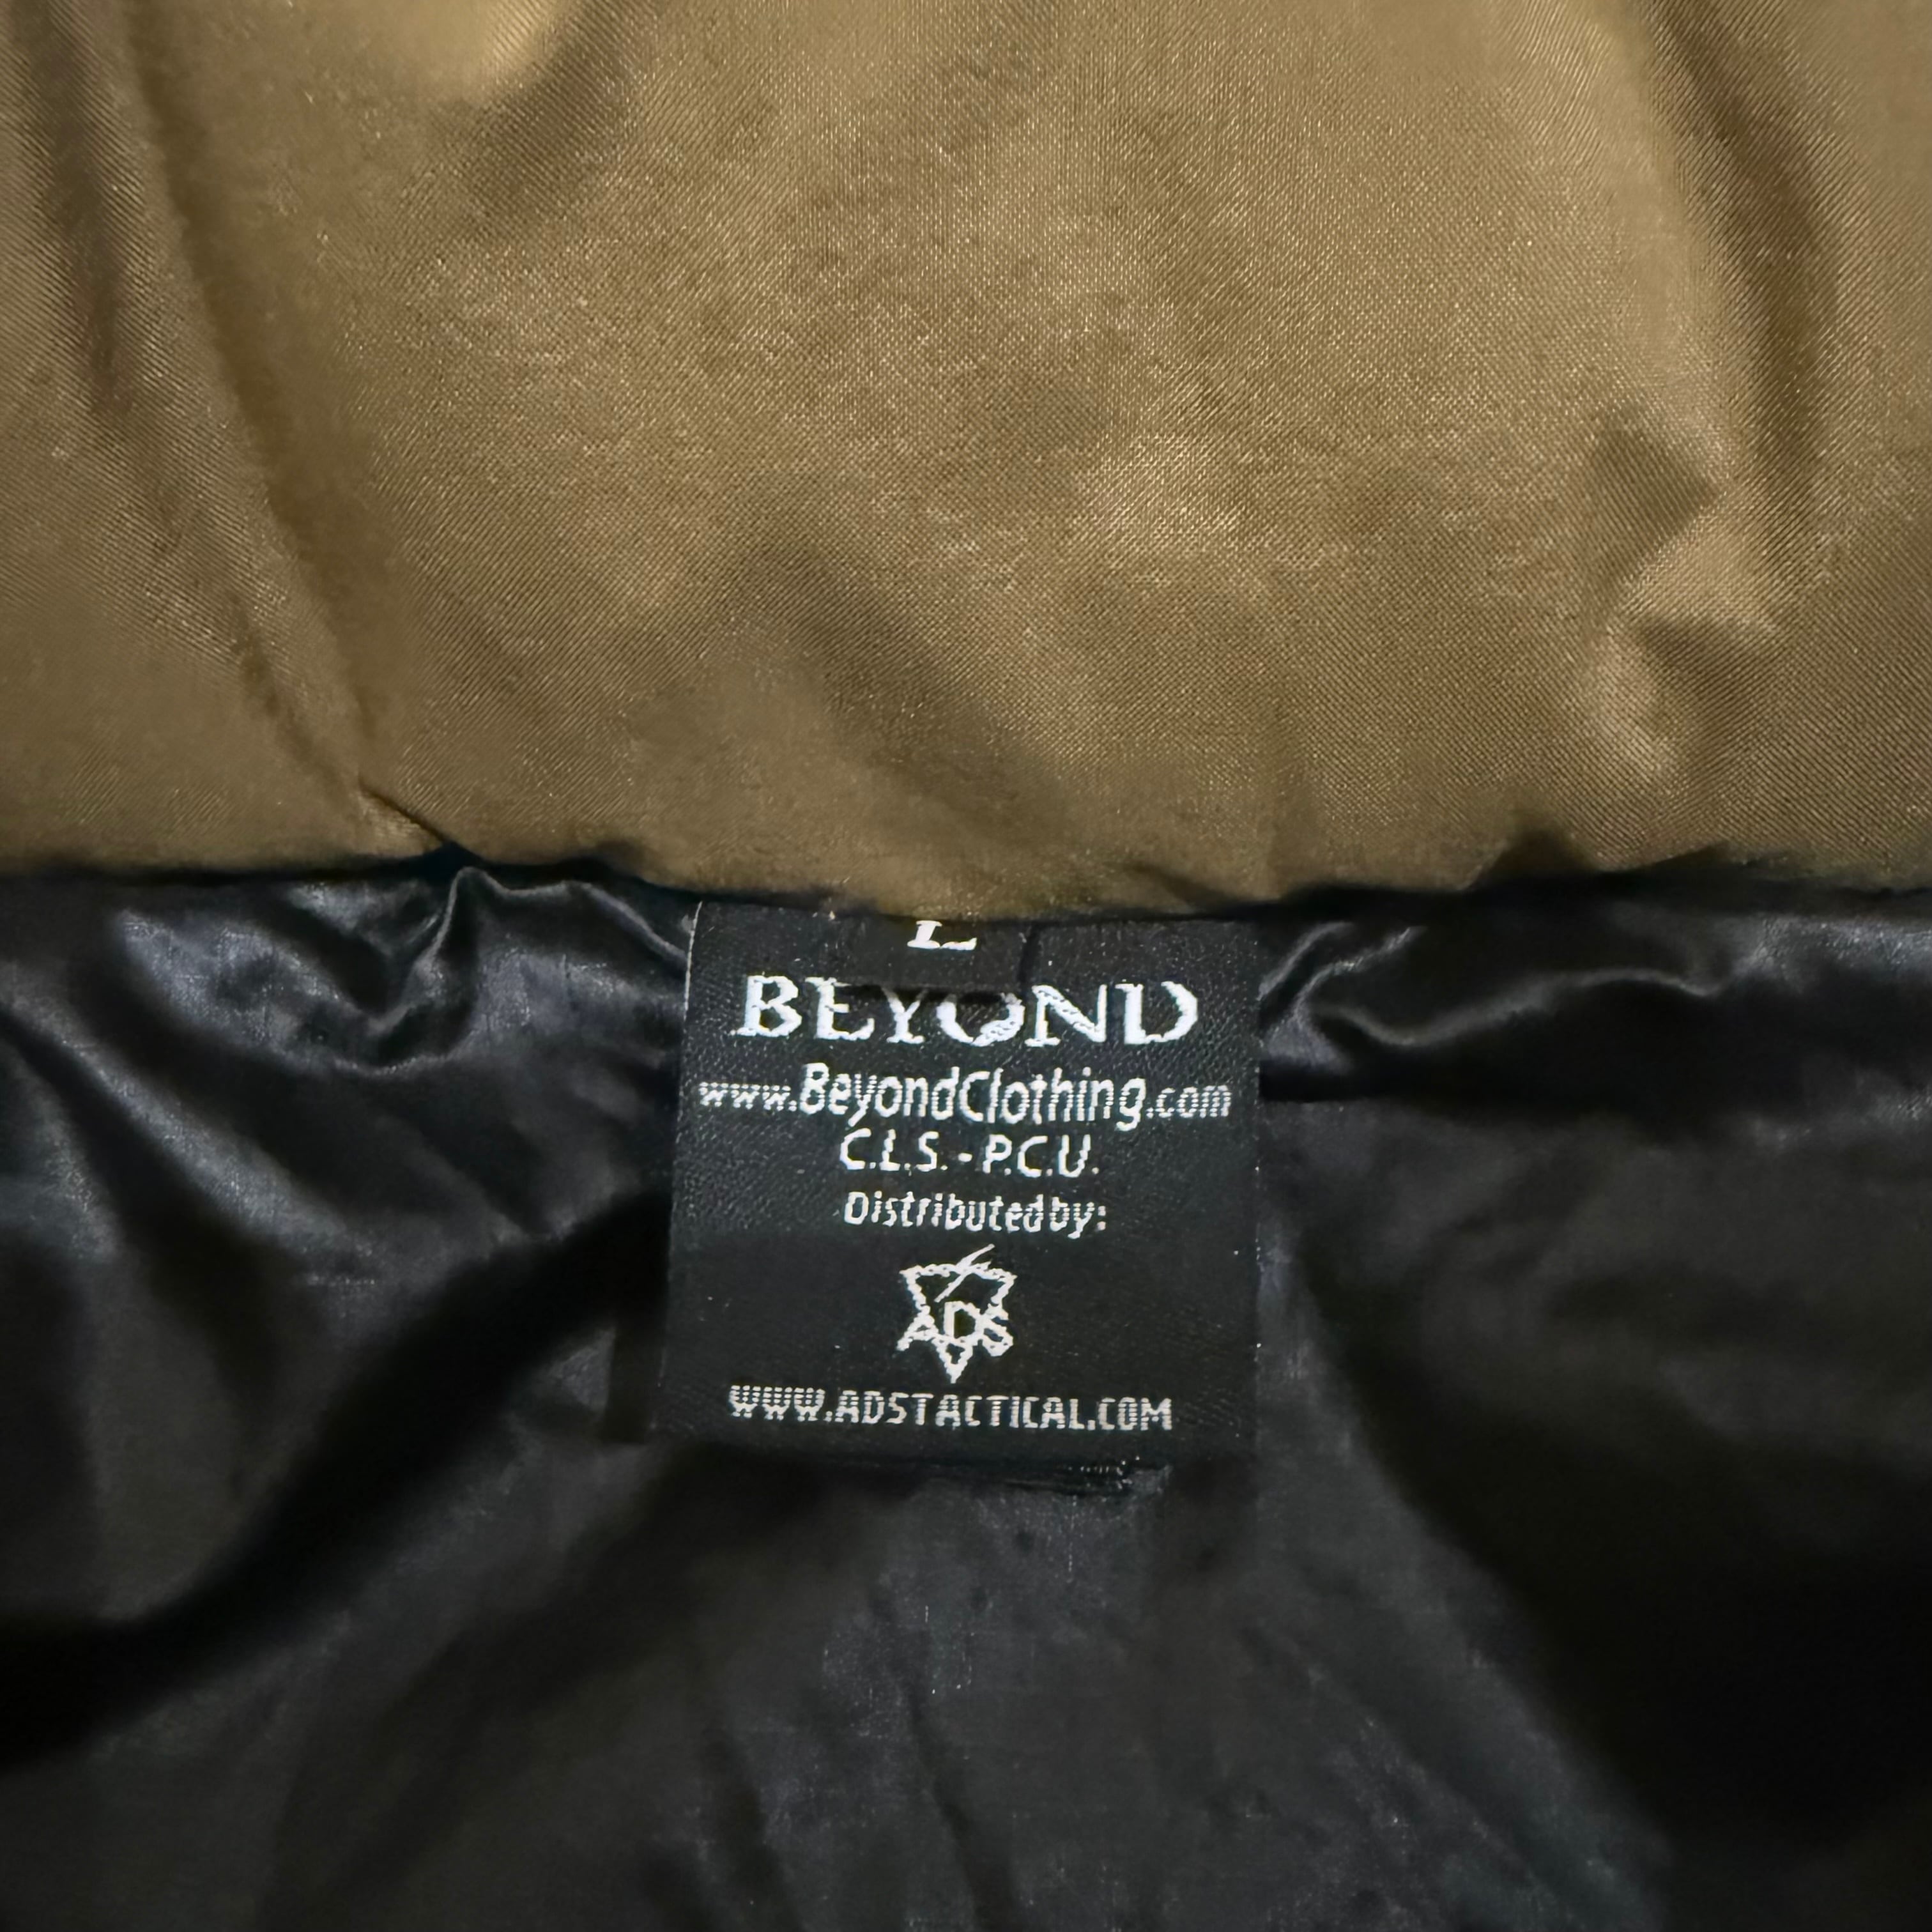 L
BEYOND
www.BeyondClothing.com
C.L.S. - P.C.U.
Distributed by:
ADS
WWW.ADSTACTICAL.COM